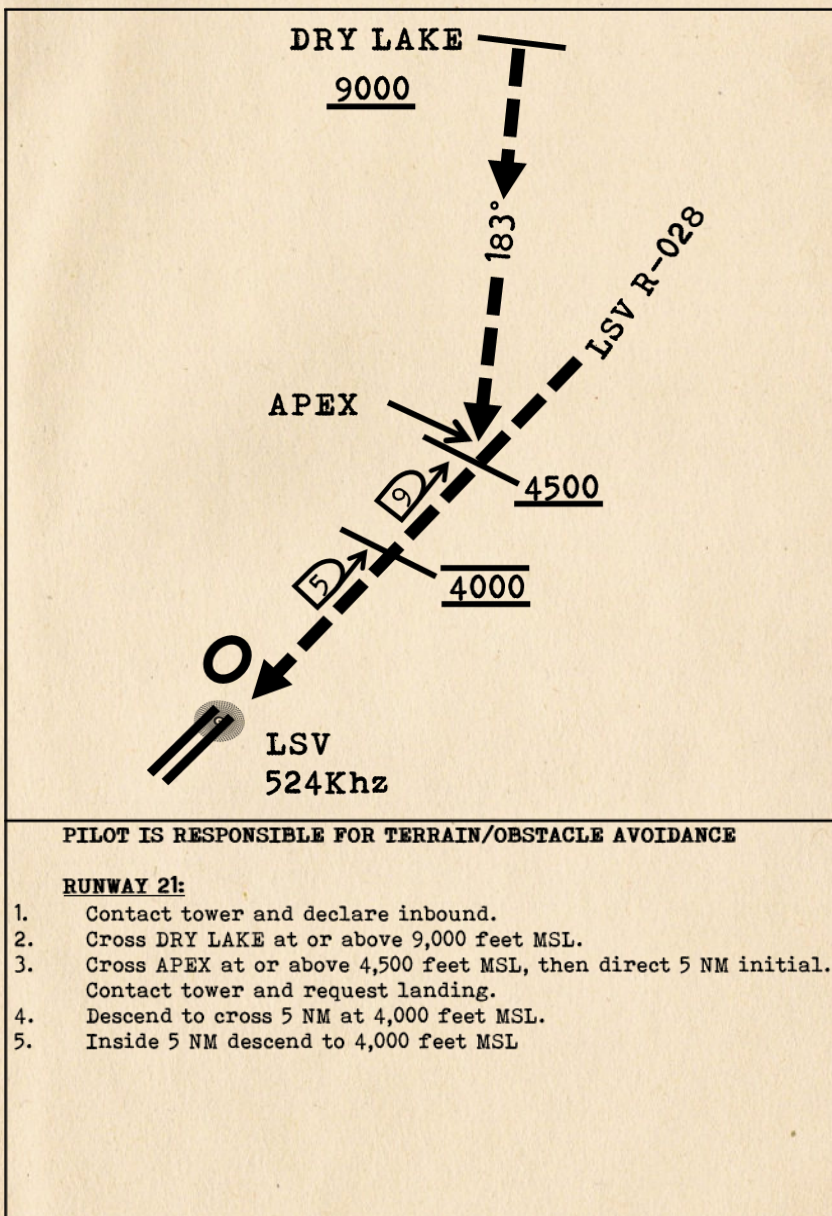 DRY LAKE
9000
183°
LSV R-028
APEX
9
4500
5
4000
LSV
524Khz
PILOT IS RESPONSIBLE FOR TERRAIN/OBSTACLE AVOIDANCE
RUNWAY 21:
1. Contact tower and declare inbound.
2. Cross DRY LAKE at or above 9,000 feet MSL.
3. Cross APEX at or above 4,500 feet MSL, then direct 5 NM initial.
Contact tower and request landing.
4. Descend to cross 5 NM at 4,000 feet MSL.
5. Inside 5 NM descend to 4,000 feet MSL